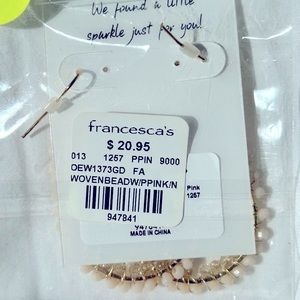 We found a little
sparkle just for you!
francesca's
$ 20.95
013 1257 PPIN 9000
OEW1373GD FA
WOVENBEADW/PPINK/N
947841
Pink
1257
MADE IN CHINA